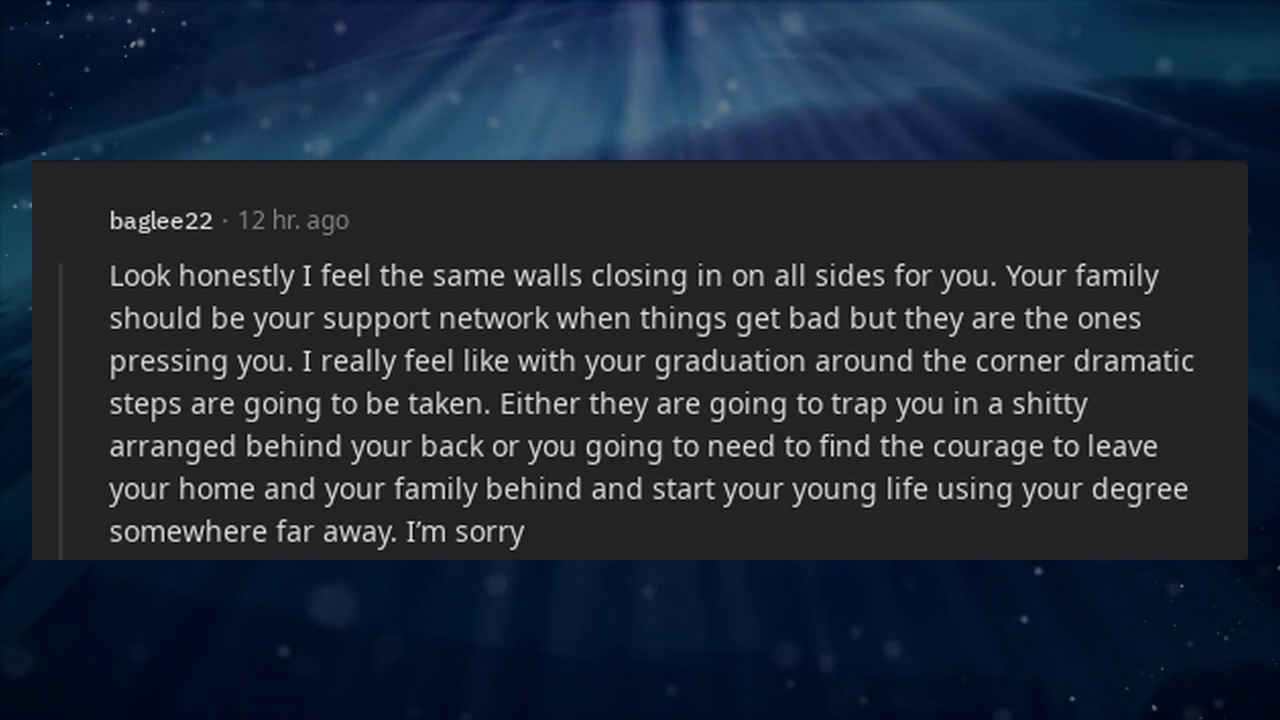 baglee22 · 12 hr. ago
Look honestly I feel the same walls closing in on all sides for you. Your family
should be your support network when things get bad but they are the ones
pressing you. I really feel like with your graduation around the corner dramatic
steps are going to be taken. Either they are going to trap you in a shitty
arranged behind your back or you going to need to find the courage to leave
your home and your family behind and start your young life using your degree
somewhere far away. I’m sorry